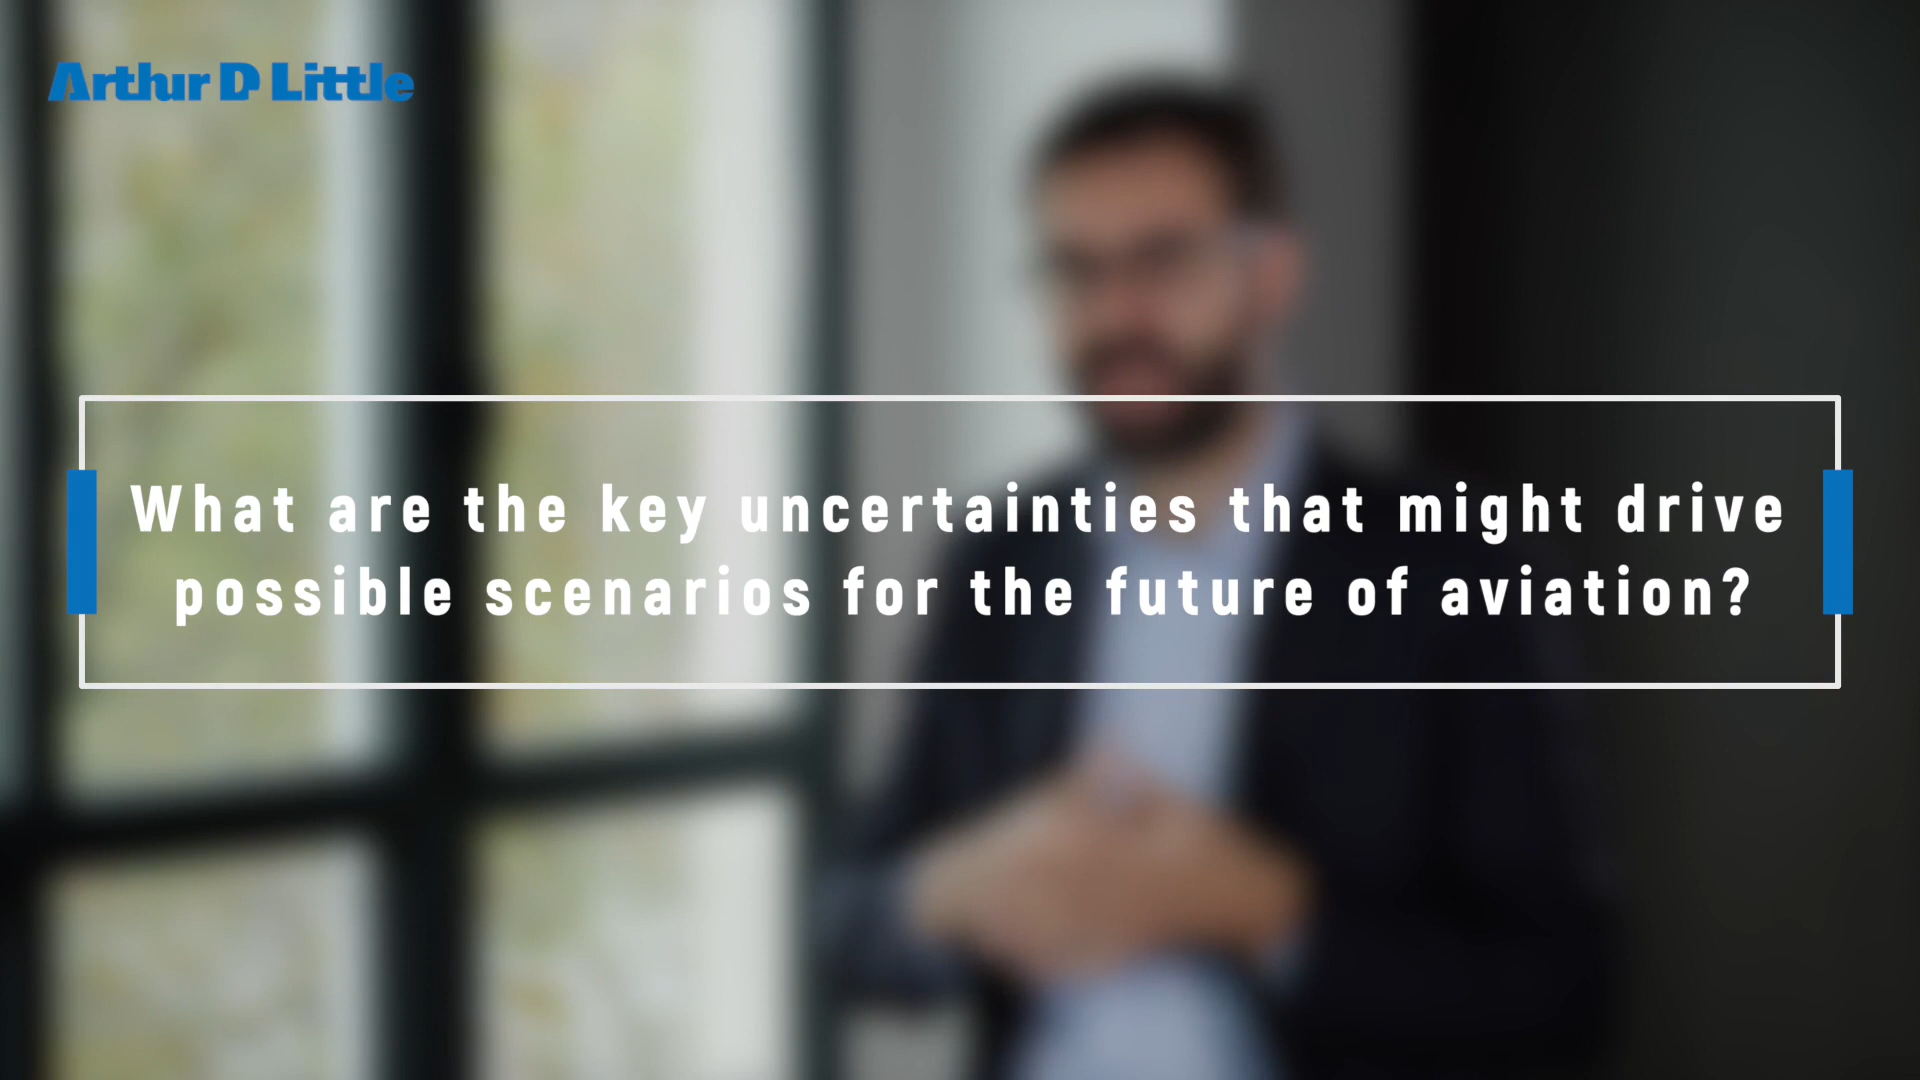 Arthur D Little
What are the key uncertainties that might drive
possible scenarios for the future of aviation?